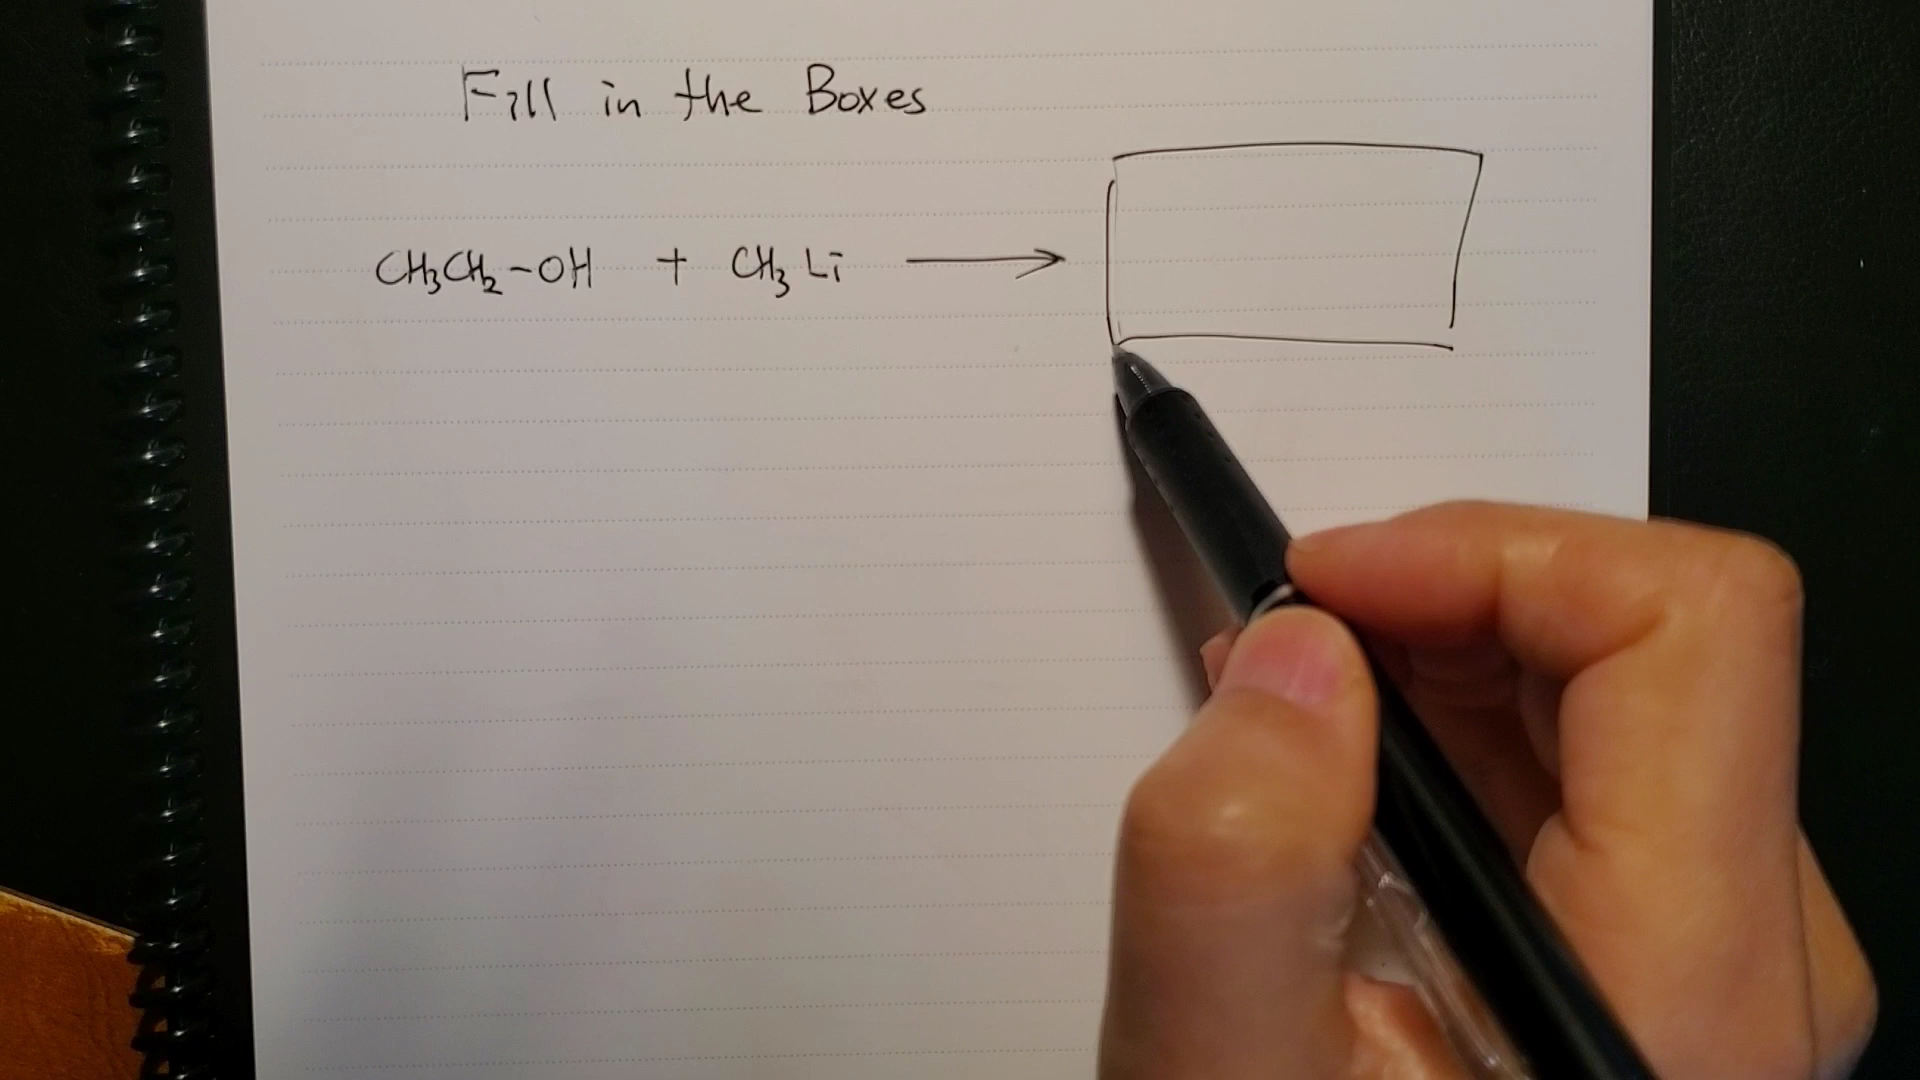 Fill in the Boxes
CH₃CH₂-OH + CH₃Li ⟶